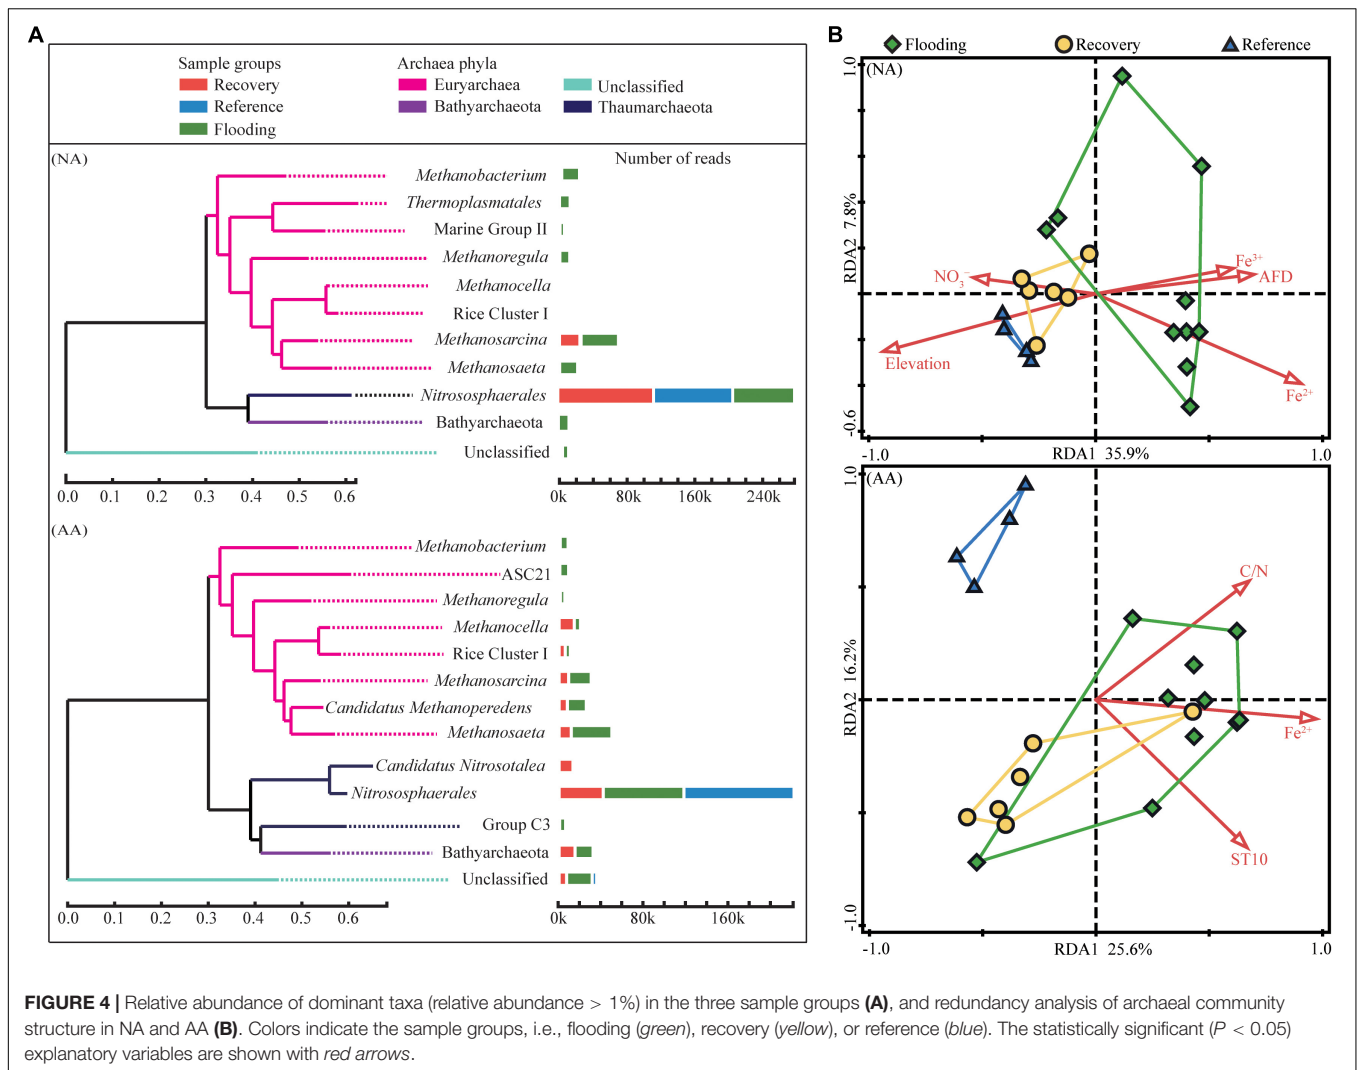 A
Sample groups
Recovery
Reference
Flooding
Archaea phyla
Euryarchaea
Bathyarchaeota
Unclassified
Thaumarchaeota
(NA)
Number of reads
Methanobacterium
Thermoplasmatales
Marine Group II
Methanoregula
Methanocella
Rice Cluster I
Methanosarcina
Methanosaeta
Nitrososphaerales
Bathyarchaeota
Unclassified
0.0 0.1 0.2 0.3 0.4 0.5 0.6
0k 80k 160k 240k
(AA)
Methanobacterium
ASC21
Methanoregula
Methanocella
Rice Cluster I
Methanosarcina
Candidatus Methanoperedens
Methanosaeta
Candidatus Nitrosotalea
Nitrososphaerales
Group C3
Bathyarchaeota
Unclassified
0.0 0.1 0.2 0.3 0.4 0.5 0.6
0k 80k 160k
B
Flooding Recovery Reference
(NA)
1.0
RDA2 7.8%
-0.6
NO₃⁻
Fe³⁺
AFD
Elevation
Fe²⁺
-1.0 RDA1 35.9% 1.0
(AA)
1.0
RDA2 16.2%
-1.0
C/N
Fe²⁺
ST10
-1.0 RDA1 25.6% 1.0
FIGURE 4 | Relative abundance of dominant taxa (relative abundance > 1%) in the three sample groups (A), and redundancy analysis of archaeal community
structure in NA and AA (B). Colors indicate the sample groups, i.e., flooding (green), recovery (yellow), or reference (blue). The statistically significant (P < 0.05)
explanatory variables are shown with red arrows.